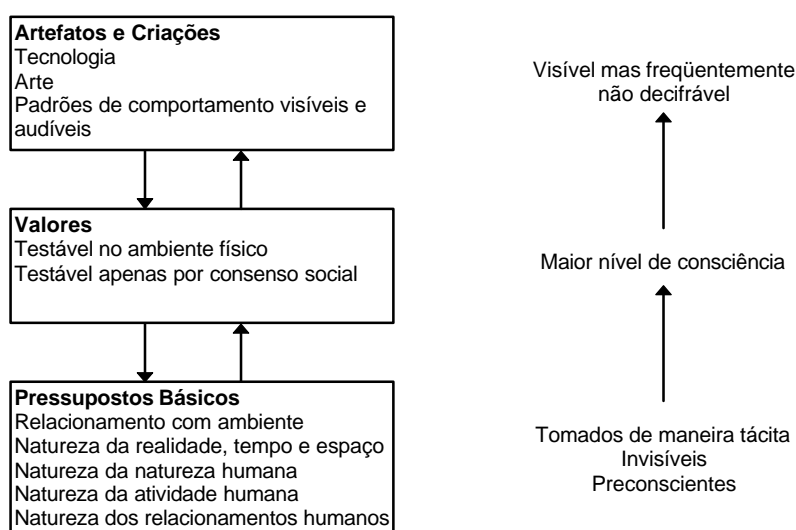 Artefatos e Criações
Tecnologia
Arte
Padrões de comportamento visíveis e
audíveis
Visível mas freqüentemente
não decifrável
Valores
Testável no ambiente físico
Testável apenas por consenso social
Maior nível de consciência
Pressupostos Básicos
Relacionamento com ambiente
Natureza da realidade, tempo e espaço
Natureza da natureza humana
Natureza da atividade humana
Natureza dos relacionamentos humanos
Tomados de maneira tácita
Invisíveis
Preconscientes